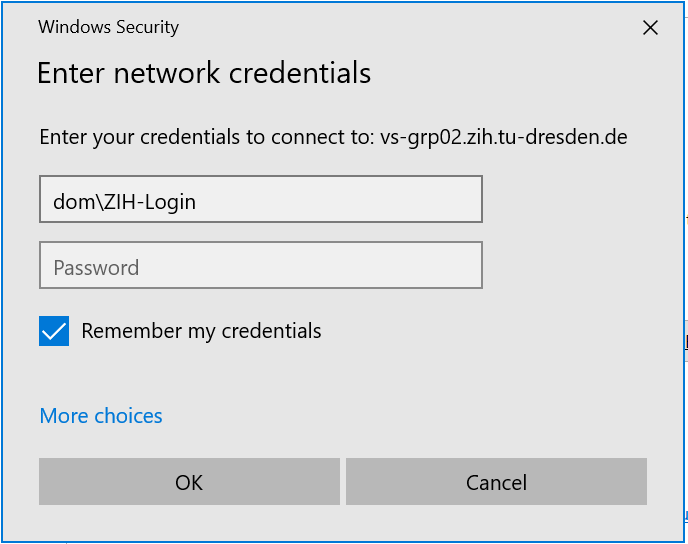 Windows Security
Enter network credentials
Enter your credentials to connect to: vs-grp02.zih.tu-dresden.de
dom\ZIH-Login
Password
Remember my credentials
More choices
OK
Cancel